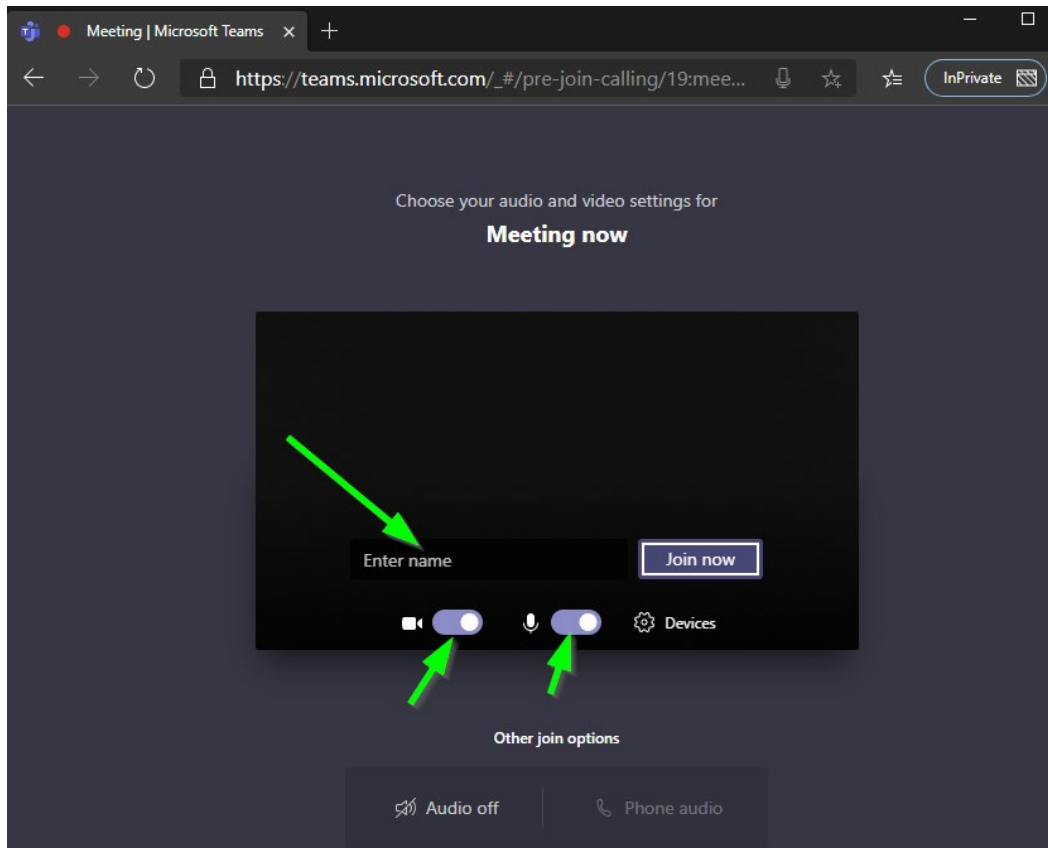 Meeting | Microsoft Teams
https://teams.microsoft.com/_#/pre-join-calling/19:mee...
InPrivate
Choose your audio and video settings for
Meeting now
Enter name
Join now
Devices
Other join options
Audio off
Phone audio